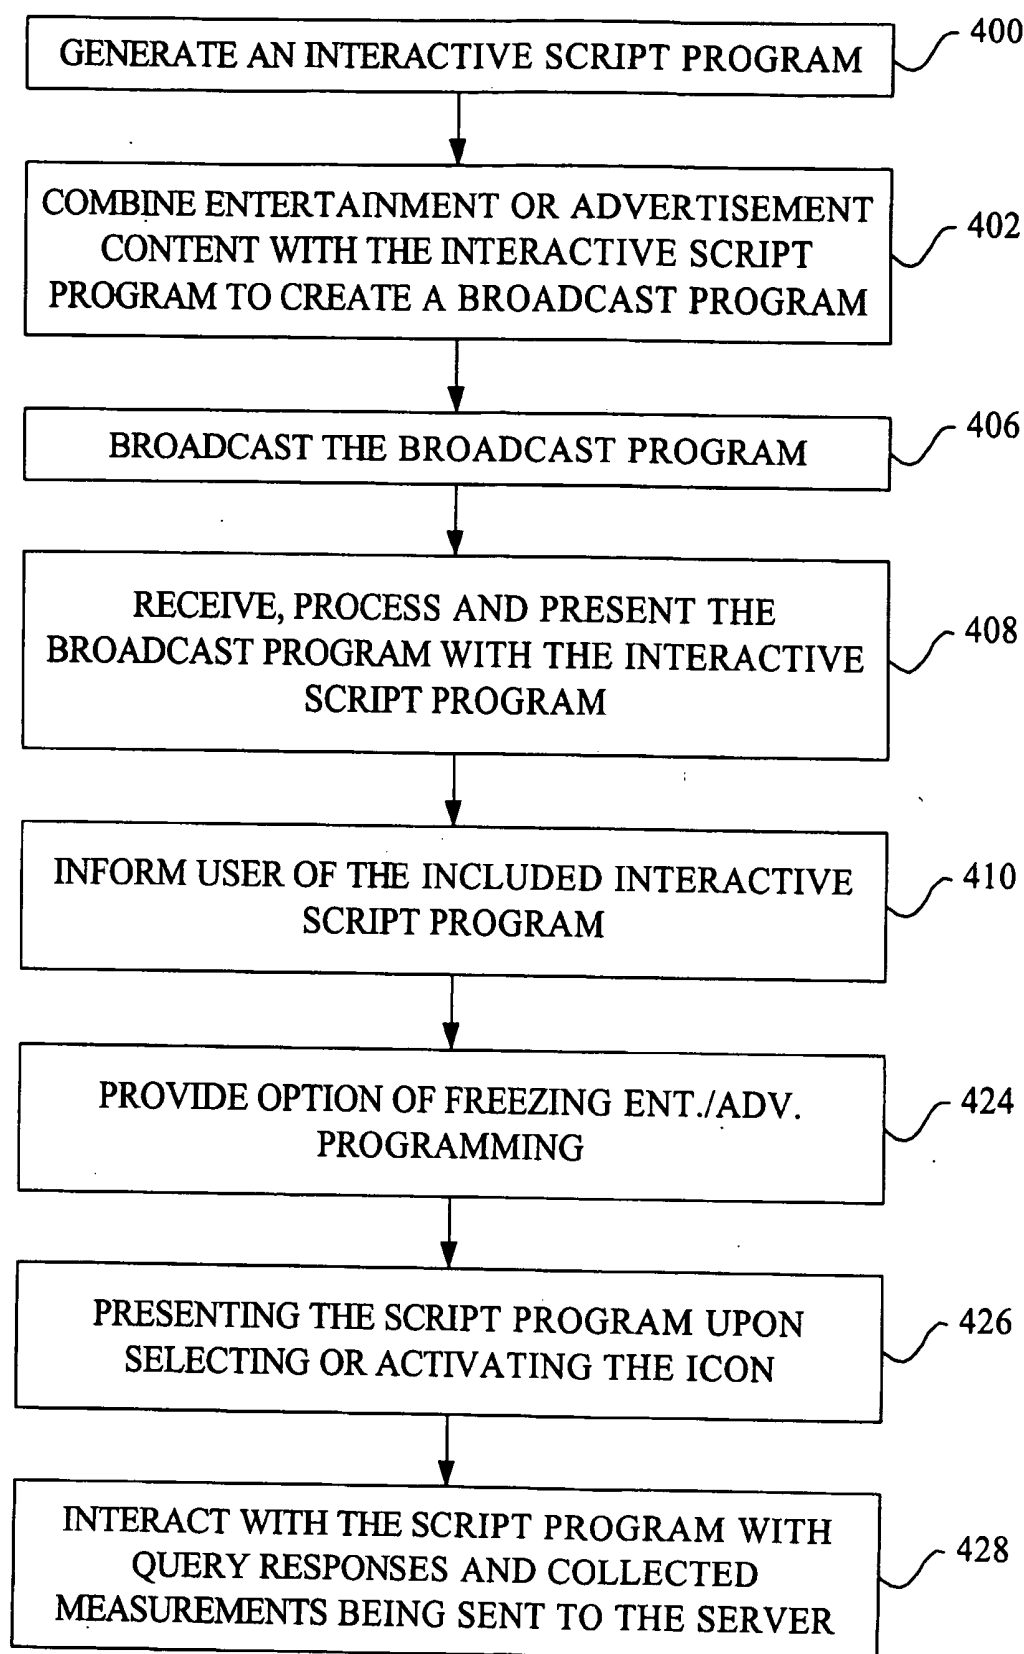 GENERATE AN INTERACTIVE SCRIPT PROGRAM
400
COMBINE ENTERTAINMENT OR ADVERTISEMENT
CONTENT WITH THE INTERACTIVE SCRIPT
PROGRAM TO CREATE A BROADCAST PROGRAM
402
BROADCAST THE BROADCAST PROGRAM
406
RECEIVE, PROCESS AND PRESENT THE
BROADCAST PROGRAM WITH THE INTERACTIVE
SCRIPT PROGRAM
408
INFORM USER OF THE INCLUDED INTERACTIVE
SCRIPT PROGRAM
410
PROVIDE OPTION OF FREEZING ENT./ADV.
PROGRAMMING
424
PRESENTING THE SCRIPT PROGRAM UPON
SELECTING OR ACTIVATING THE ICON
426
INTERACT WITH THE SCRIPT PROGRAM WITH
QUERY RESPONSES AND COLLECTED
MEASUREMENTS BEING SENT TO THE SERVER
428